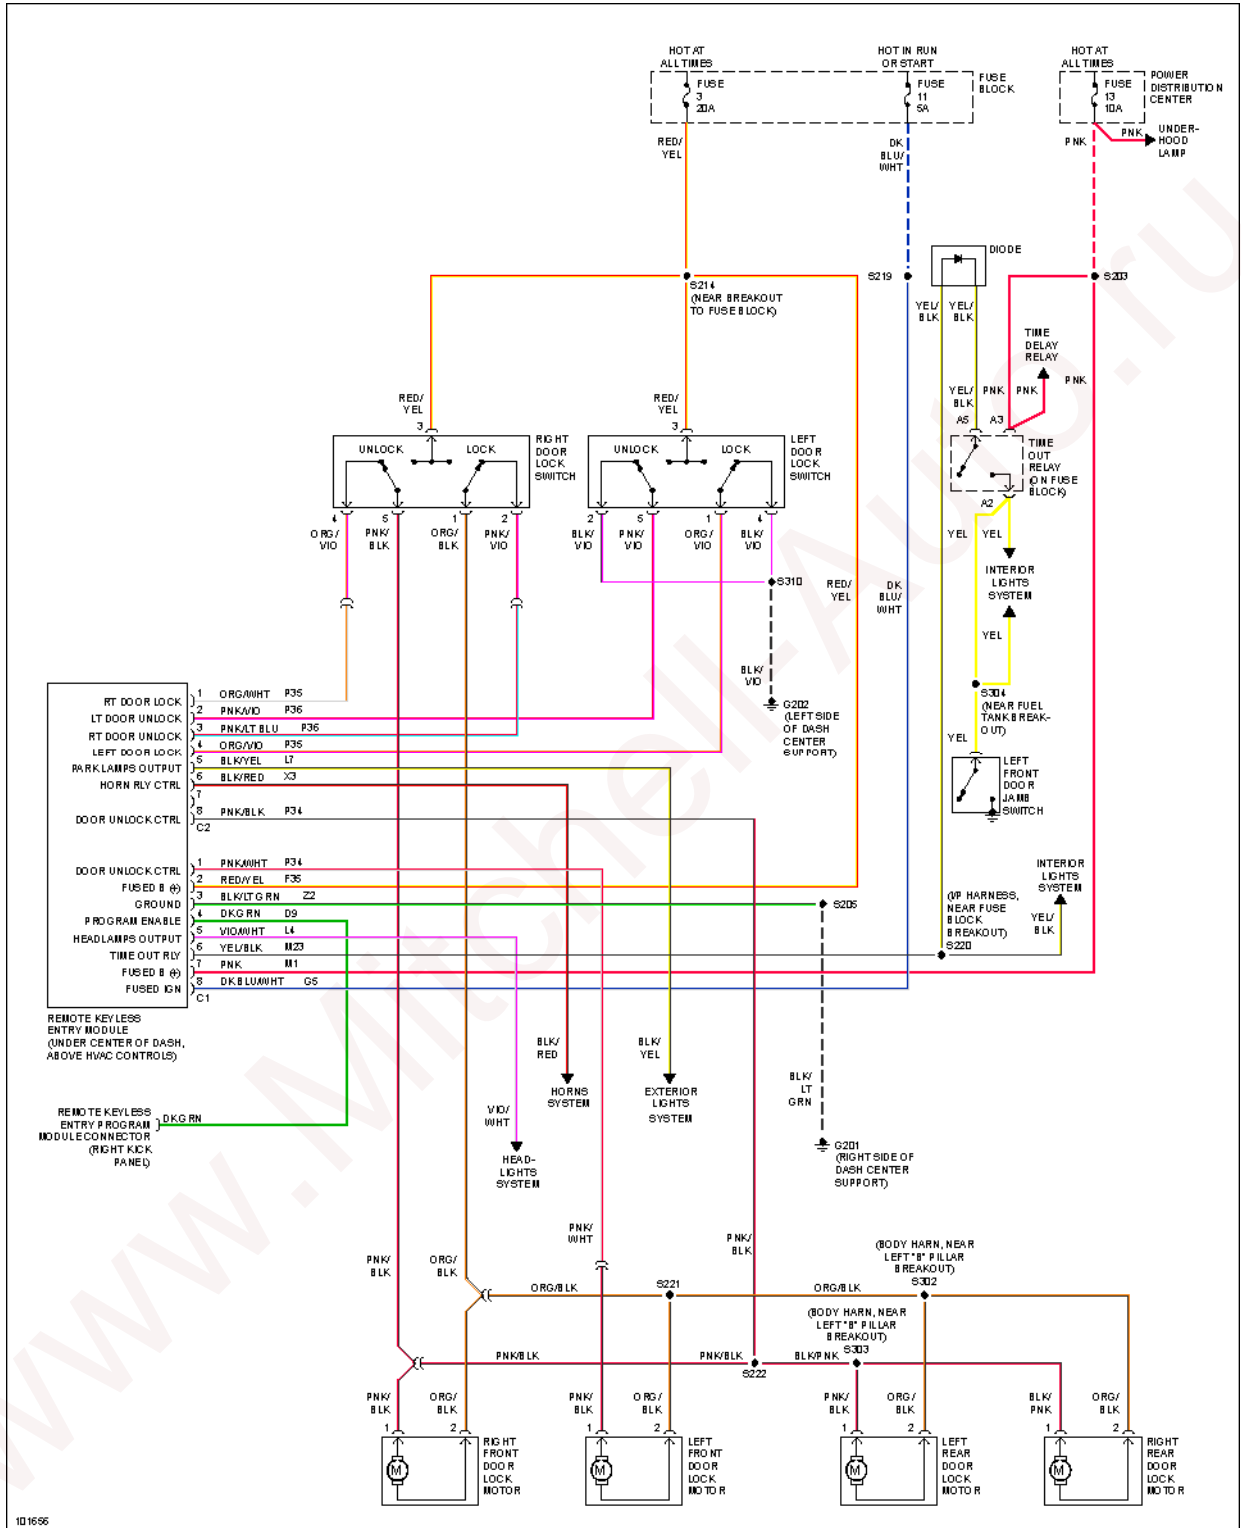 HOT AT
ALL TIMES
HOT IN RUN
OR START
HOT AT
ALL TIMES
FUSE
3
20A
FUSE
11
5A
FUSE
BLOCK
FUSE
13
10A
POWER
DISTRIBUTION
CENTER
RED/
YEL
DK
BLU/
WHT
PNK
PNK
UNDER-
HOOD
LAMP
DIODE
S214
(NEAR BREAKOUT
TO FUSE BLOCK)
S219
S203
YEL/
BLK
YEL/
BLK
TIME
DELAY
RELAY
RED/
YEL
3
RED/
YEL
3
YEL/
BLK
PNK
PNK
PNK
A5
A3
UNLOCK
LOCK
RIGHT
DOOR
LOCK
SWITCH
UNLOCK
LOCK
LEFT
DOOR
LOCK
SWITCH
TIME
OUT
RELAY
(ON FUSE
BLOCK)
A2
4
5
1
2
2
5
1
4
ORG/
VIO
PNK/
BLK
ORG/
BLK
PNK/
VIO
BLK/
VIO
PNK/
VIO
ORG/
VIO
BLK/
VIO
YEL
YEL
INTERIOR
LIGHTS
SYSTEM
S310
RED/
YEL
DK
BLU/
WHT
YEL
BLK/
VIO
S304
(NEAR FUEL
TANK BREAK-
OUT)
G202
(LEFT SIDE
OF DASH
CENTER
SUPPORT)
YEL
LEFT
FRONT
DOOR
JAMB
SWITCH
RT DOOR LOCK 1 ORG/WHT P35
LT DOOR UNLOCK 2 PNK/VIO P36
RT DOOR UNLOCK 3 PNK/LT BLU P36
LEFT DOOR LOCK 4 ORG/VIO P35
PARK LAMPS OUTPUT 5 BLK/YEL L7
HORN RLY CTRL 6 BLK/RED X3
7
DOOR UNLOCK CTRL 8 PNK/BLK P34
C2
DOOR UNLOCK CTRL 1 PNK/WHT P34
FUSED B (+) 2 RED/YEL F35
GROUND 3 BLK/LT GRN Z2
PROGRAM ENABLE 4 DK GRN D9
HEADLAMPS OUTPUT 5 VIO/WHT L4
TIME OUT RLY 6 YEL/BLK M23
FUSED B (+) 7 PNK M1
FUSED IGN 8 DK BLU/WHT G5
C1
REMOTE KEYLESS
ENTRY MODULE
(UNDER CENTER OF DASH,
ABOVE HVAC CONTROLS)
S205
(I/P HARNESS,
NEAR FUSE
BLOCK
BREAKOUT)
S220
INTERIOR
LIGHTS
SYSTEM
YEL/
BLK
BLK/
RED
BLK/
YEL
HORNS
SYSTEM
EXTERIOR
LIGHTS
SYSTEM
BLK/
LT
GRN
REMOTE KEYLESS
ENTRY PROGRAM
MODULE CONNECTOR
(RIGHT KICK
PANEL)
DK GRN
VIO/
WHT
HEAD-
LIGHTS
SYSTEM
G201
(RIGHT SIDE OF
DASH CENTER
SUPPORT)
PNK/
BLK
ORG/
BLK
PNK/
WHT
PNK/
BLK
(BODY HARN, NEAR
LEFT "B" PILLAR
BREAKOUT)
S302
ORG/BLK
S221
ORG/BLK
(BODY HARN, NEAR
LEFT "B" PILLAR
BREAKOUT)
S303
PNK/BLK
PNK/BLK
S222
BLK/PNK
PNK/
BLK
ORG/
BLK
PNK/
BLK
ORG/
BLK
PNK/
BLK
ORG/
BLK
BLK/
PNK
ORG/
BLK
1
2
1
2
1
2
1
2
M
RIGHT
FRONT
DOOR
LOCK
MOTOR
M
LEFT
FRONT
DOOR
LOCK
MOTOR
M
LEFT
REAR
DOOR
LOCK
MOTOR
M
RIGHT
REAR
DOOR
LOCK
MOTOR
101656
www.Mitchell-Auto.ru